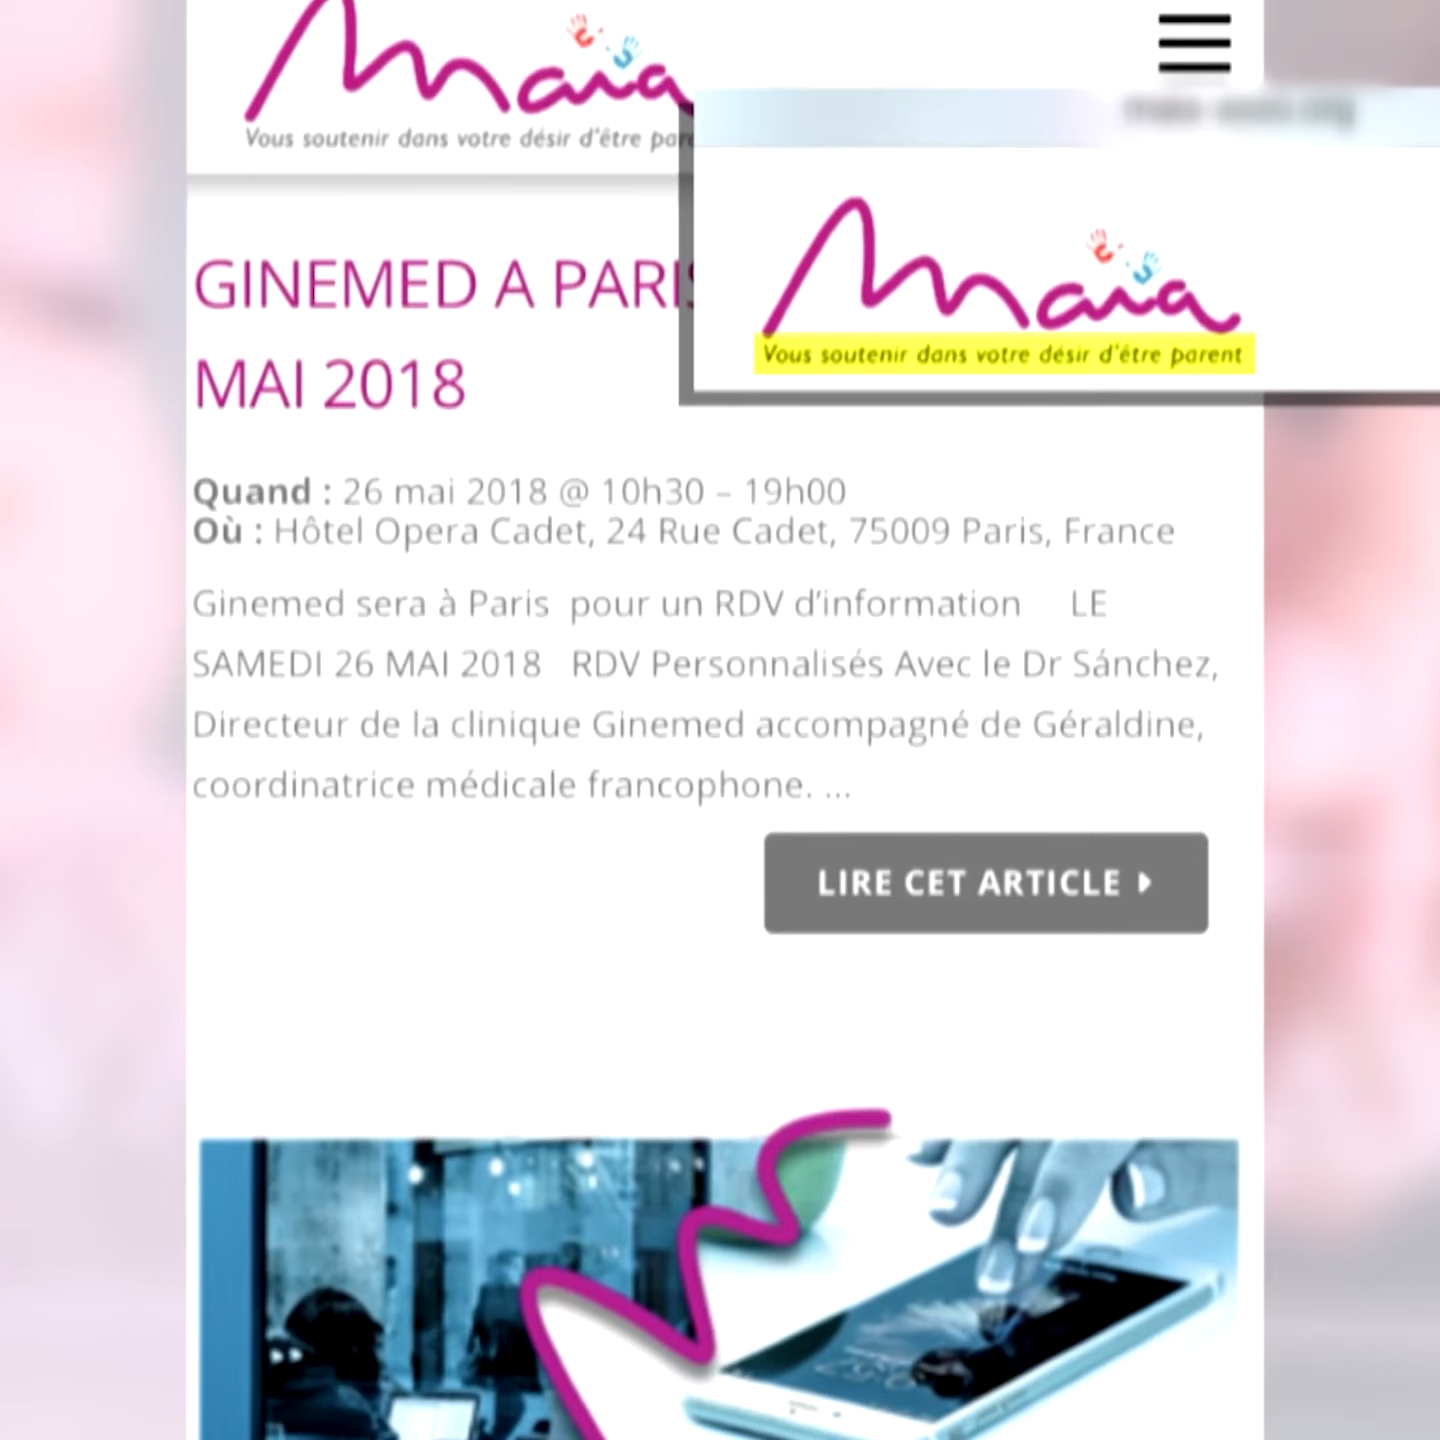 Maia
Vous soutenir dans votre désir d'être
Maia
Vous soutenir dans votre désir d'être parent
GINEMED A PARIS
MAI 2018
Quand : 26 mai 2018 @ 10h30 – 19h00
Où : Hôtel Opera Cadet, 24 Rue Cadet, 75009 Paris, France
Ginemed sera à Paris pour un RDV d'information LE
SAMEDI 26 MAI 2018 RDV Personnalisés Avec le Dr Sánchez,
Directeur de la clinique Ginemed accompagné de Géraldine,
coordinatrice médicale francophone. ...
LIRE CET ARTICLE